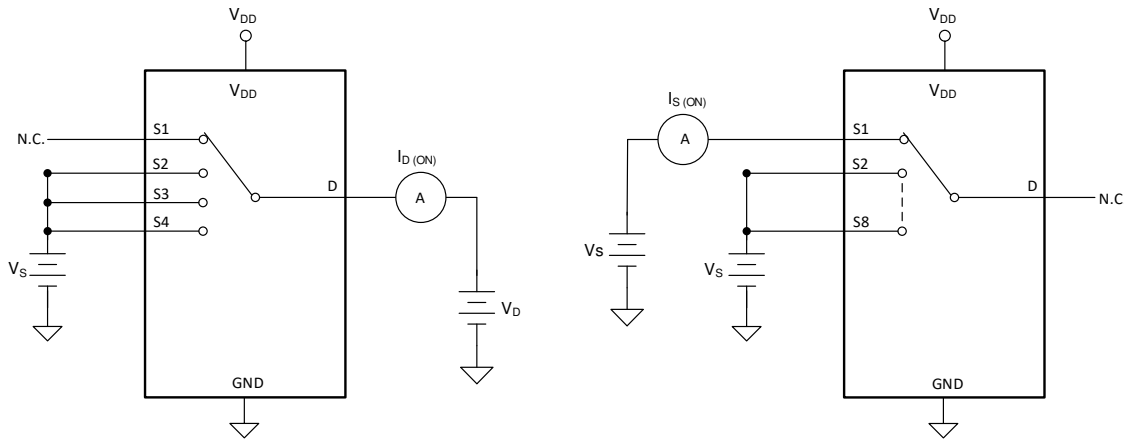 VDD
VDD
N.C.
S1
S2
S3
S4
D
ID (ON)
A
VS
VD
GND
VDD
VDD
IS (ON)
A
S1
S2
S8
D
N.C
VS
VS
GND